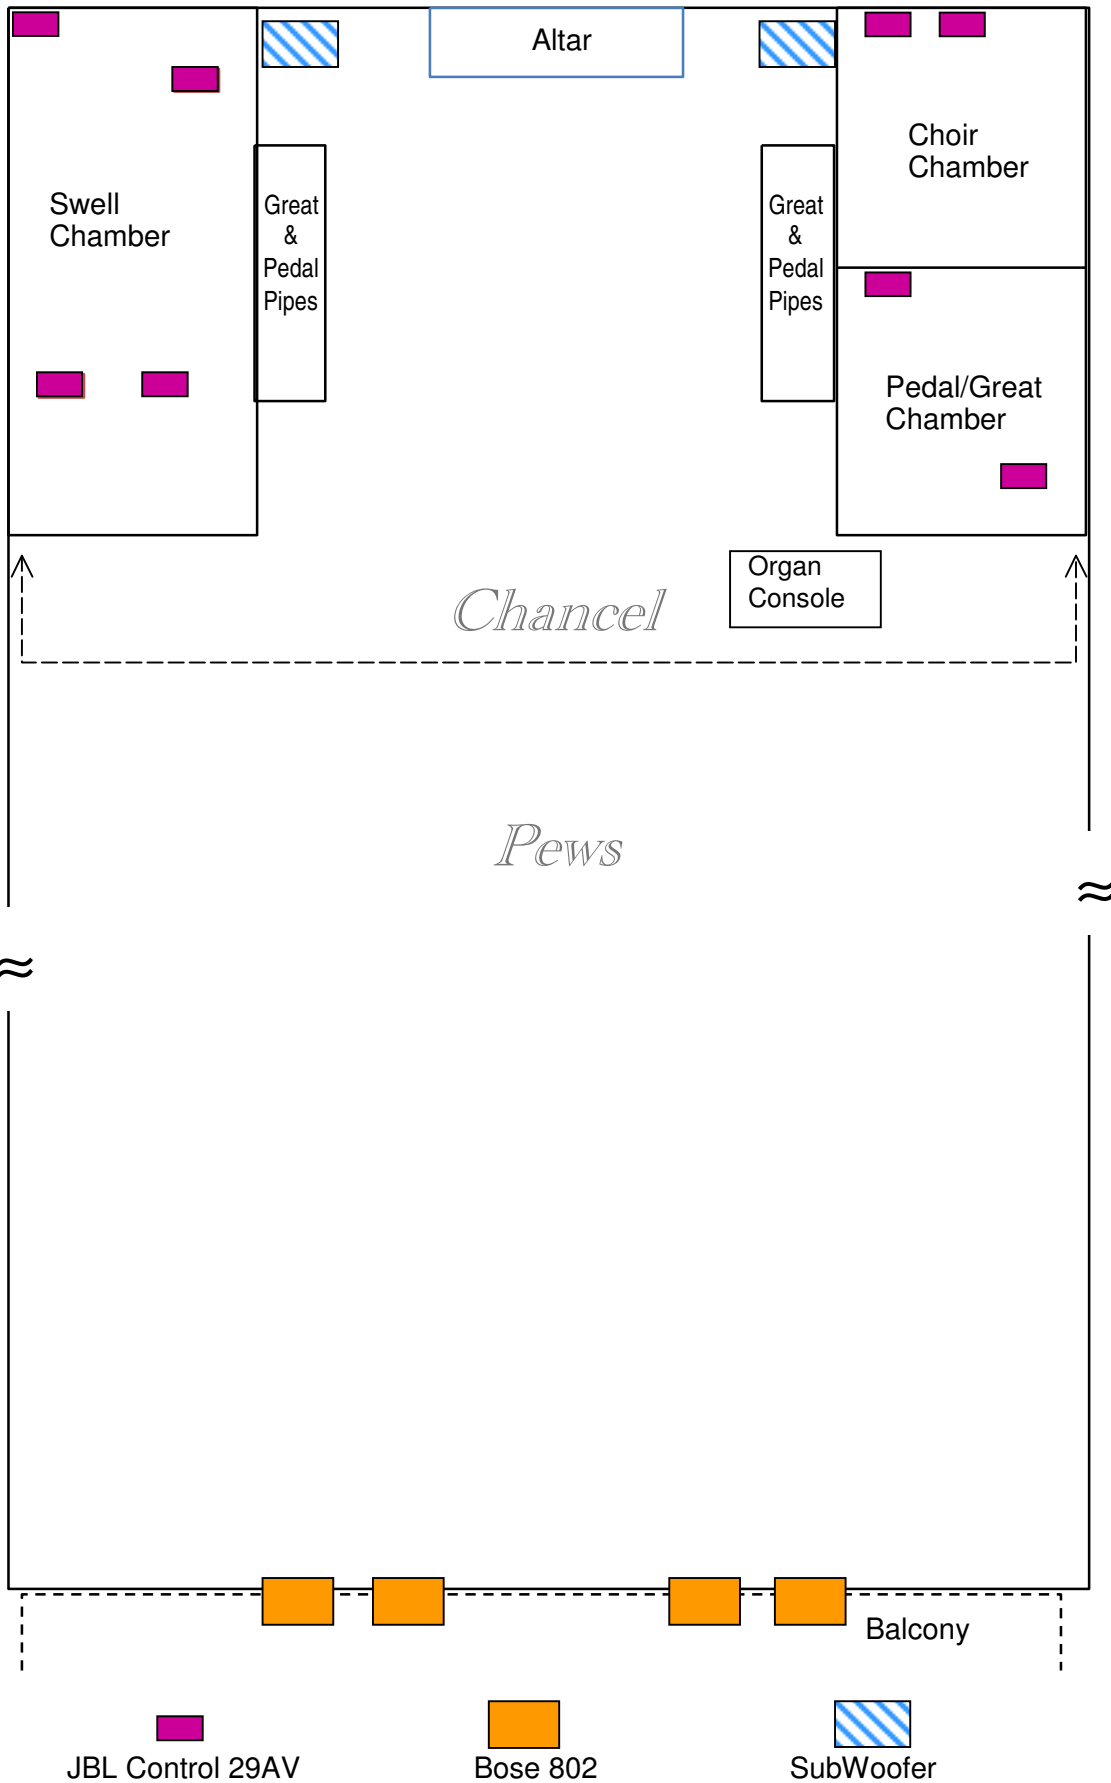 Altar
Choir
Chamber
Swell
Chamber
Great
&
Pedal
Pipes
Great
&
Pedal
Pipes
Pedal/Great
Chamber
Organ
Console
Chancel
Pews
≈
≈
Balcony
JBL Control 29AV
Bose 802
SubWoofer